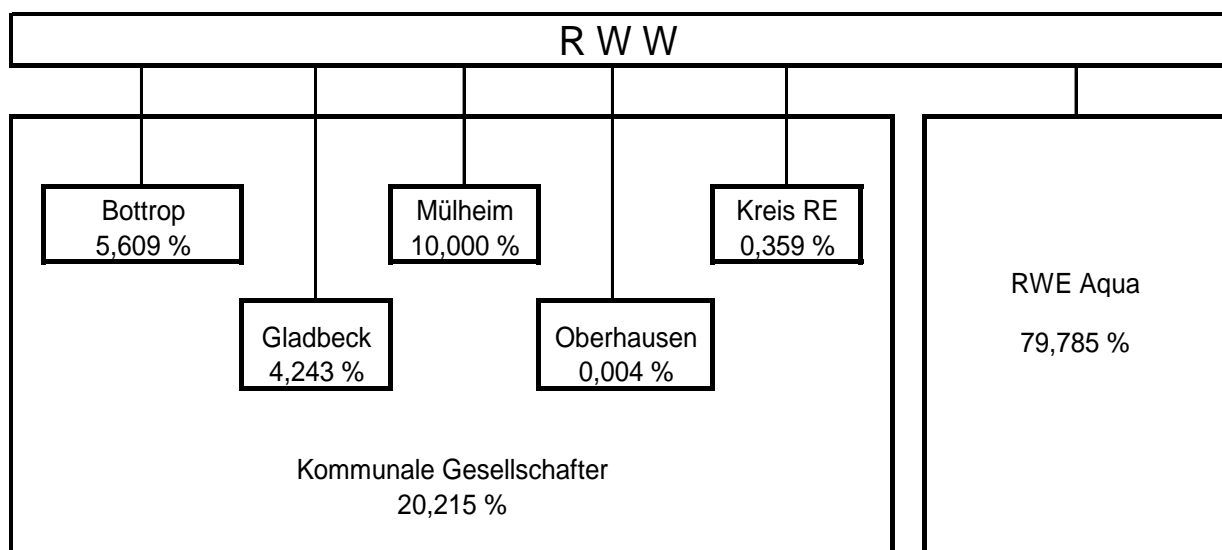 R W W
Bottrop
5,609 %
Mülheim
10,000 %
Kreis RE
0,359 %
Gladbeck
4,243 %
Oberhausen
0,004 %
Kommunale Gesellschafter
20,215 %
RWE Aqua
79,785 %